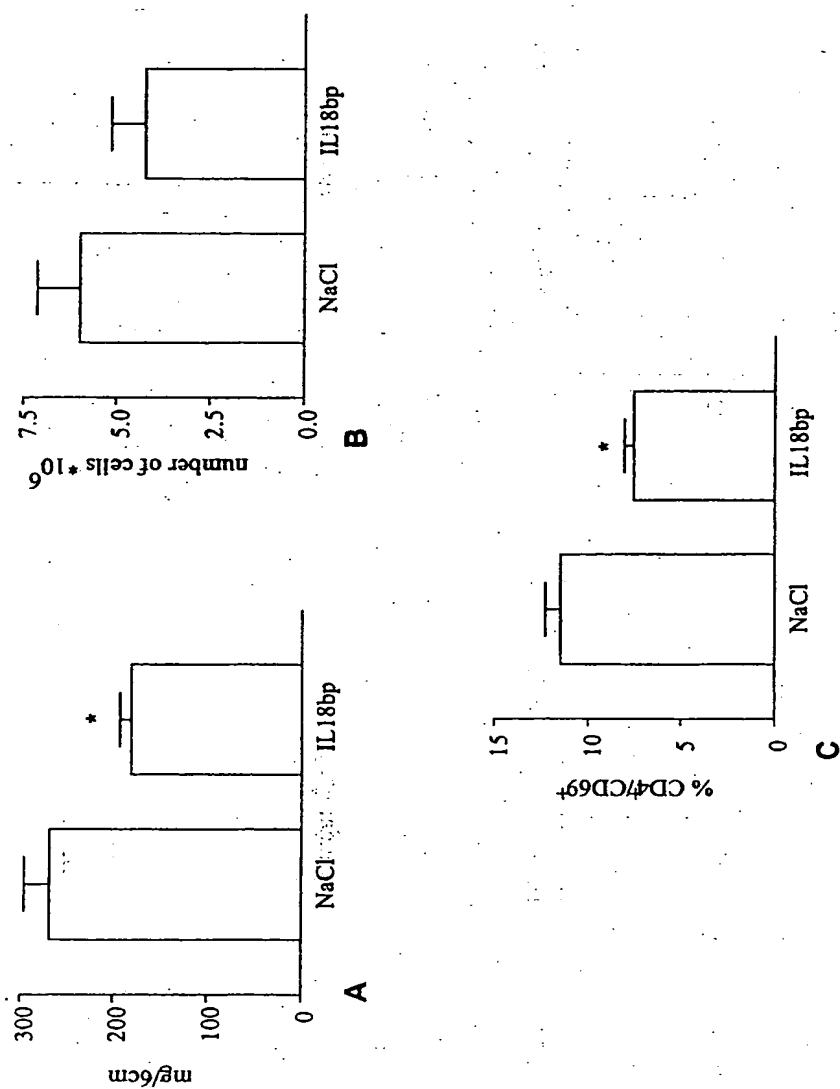 mg/6cm
300
200
100
0
*
NaCl
IL18bp
A
number of cells *10^6
7.5
5.0
2.5
0.0
NaCl
IL18bp
B
% CD4+/CD69+
15
10
5
0
*
NaCl
IL18bp
C